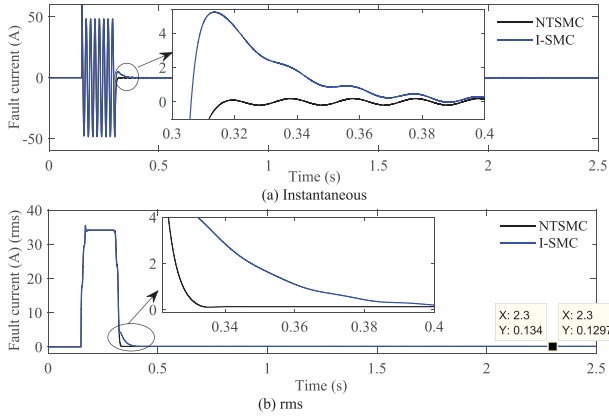 Fault current (A)
50
0
-50
NTSMC
I-SMC
4
2
0
0.3 0.32 0.34 0.36 0.38 0.4
0 0.5 1 1.5 2 2.5
Time (s)
(a) Instantaneous
Fault current (A) (rms)
40
30
20
10
0
NTSMC
I-SMC
4
2
0
0.34 0.36 0.38 0.4
X: 2.3
Y: 0.134
X: 2.3
Y: 0.1297
0 0.5 1 1.5 2 2.5
Time (s)
(b) rms